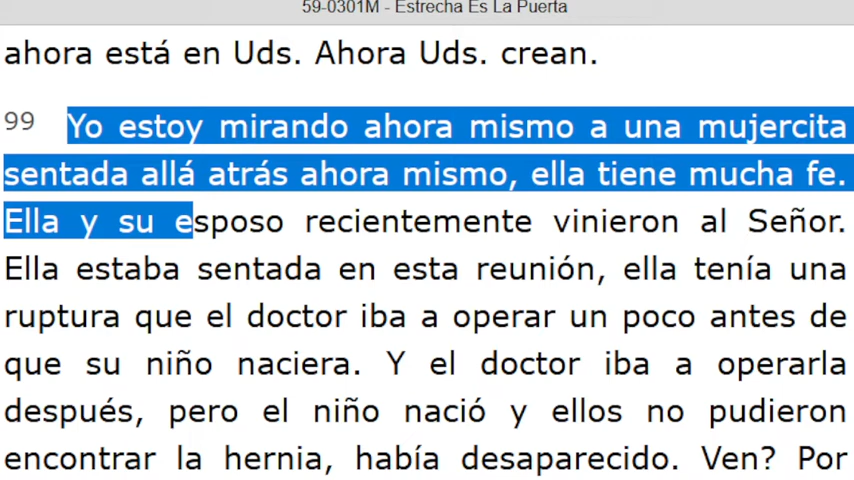 59-0301M - Estrecha Es La Puerta
ahora está en Uds. Ahora Uds. crean.
99 Yo estoy mirando ahora mismo a una mujercita
sentada allá atrás ahora mismo, ella tiene mucha fe.
Ella y su esposo recientemente vinieron al Señor.
Ella estaba sentada en esta reunión, ella tenía una
ruptura que el doctor iba a operar un poco antes de
que su niño naciera. Y el doctor iba a operarla
después, pero el niño nació y ellos no pudieron
encontrar la hernia, había desaparecido. Ven? Por